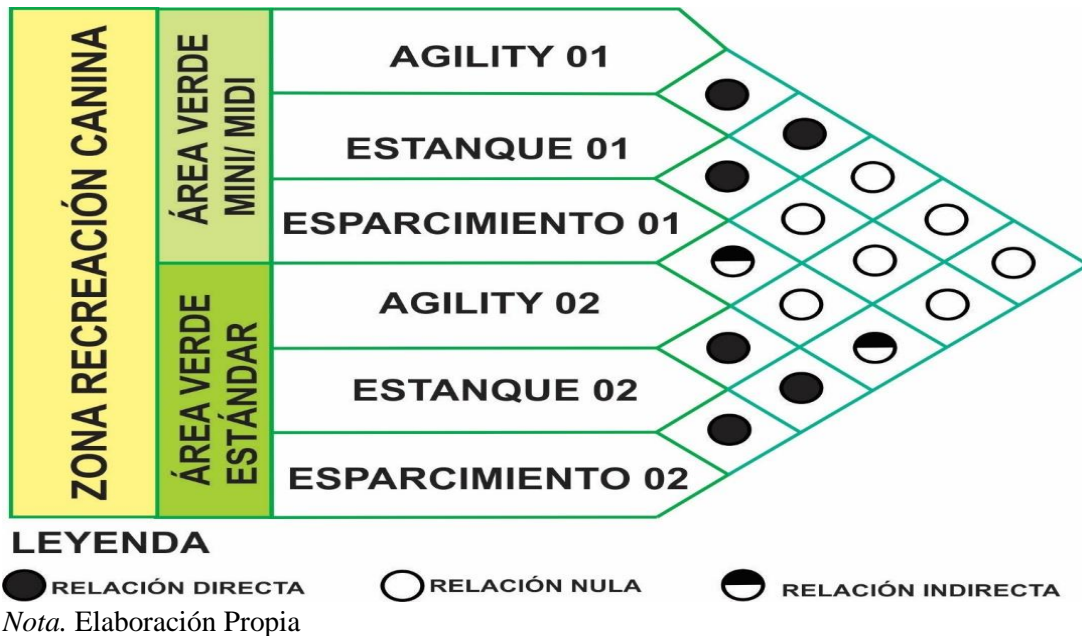 ZONA RECREACIÓN CANINA
ÁREA VERDE
MINI/ MIDI
ÁREA VERDE
ESTÁNDAR
AGILITY 01
ESTANQUE 01
ESPARCIMIENTO 01
AGILITY 02
ESTANQUE 02
ESPARCIMIENTO 02
LEYENDA
RELACIÓN DIRECTA
RELACIÓN NULA
RELACIÓN INDIRECTA
Nota. Elaboración Propia